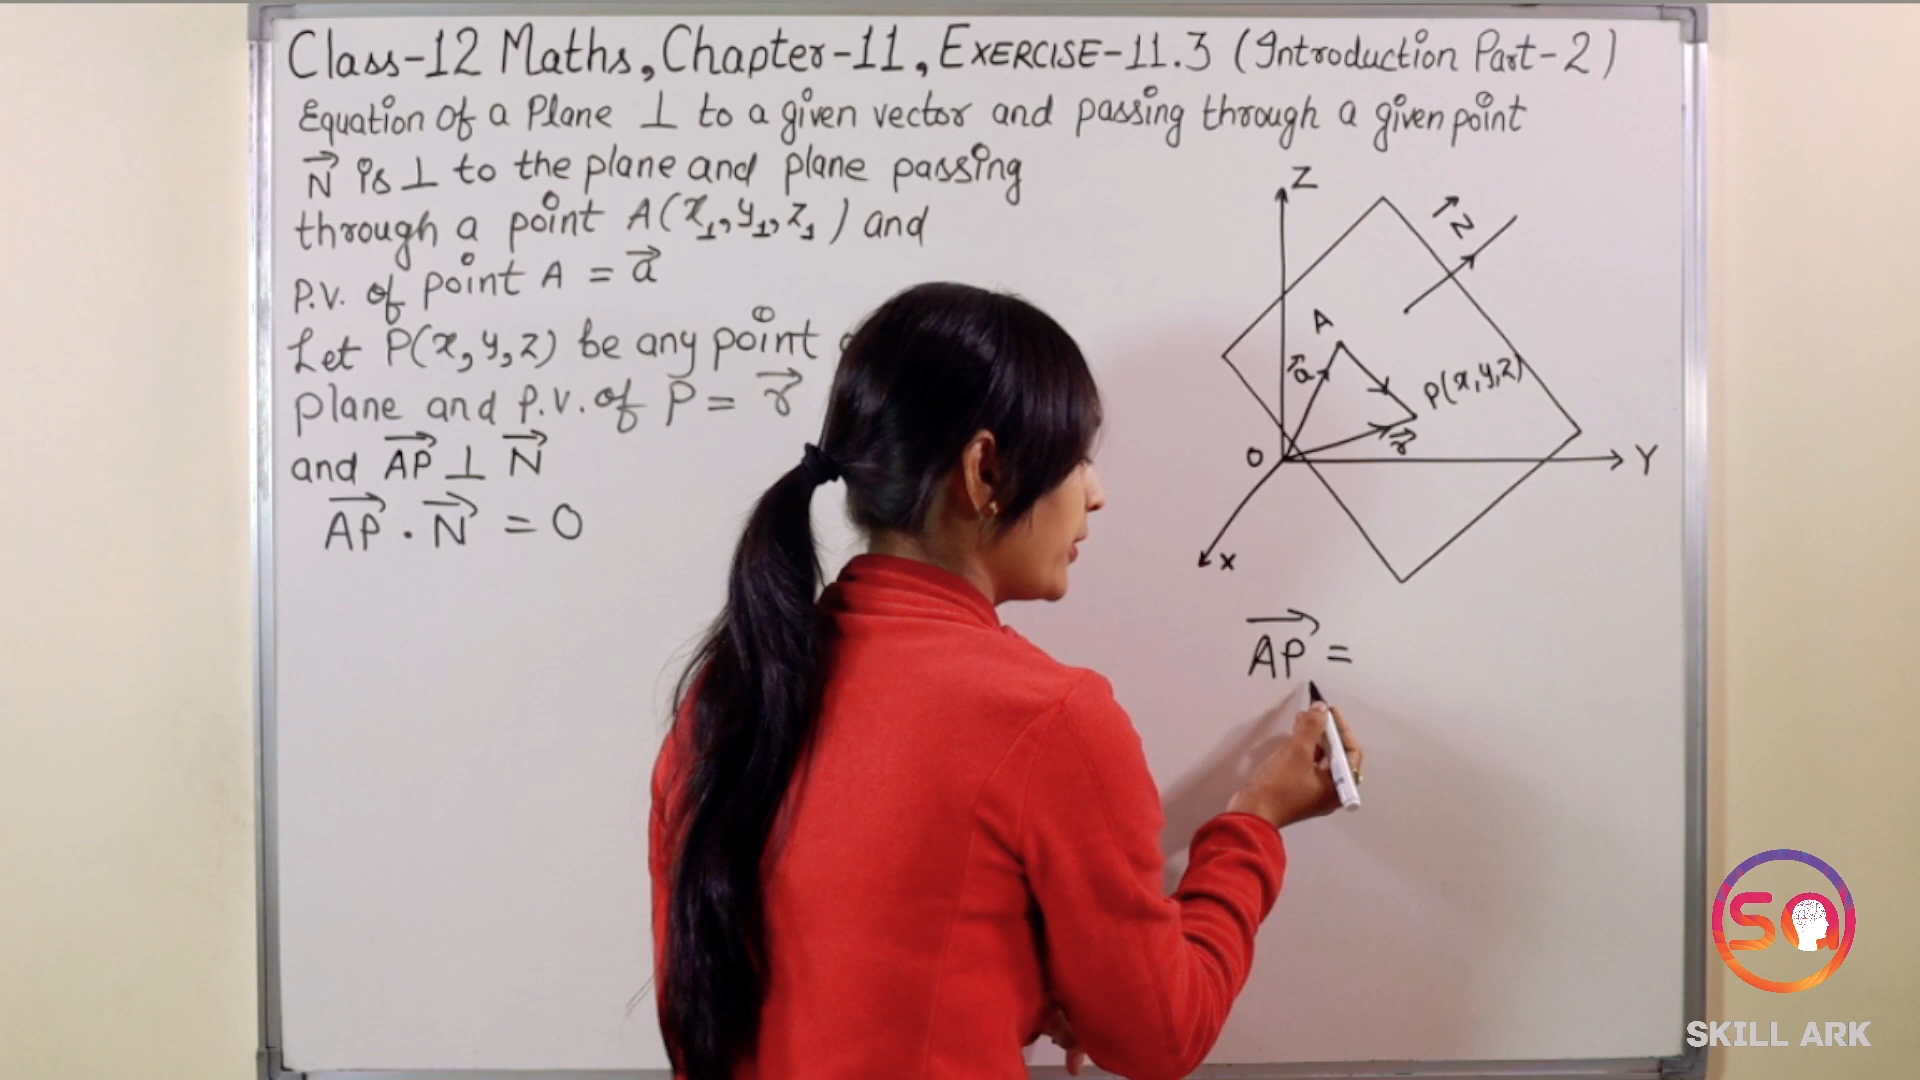 Class-12 Maths, Chapter-11, EXERCISE-11.3 (Introduction Part-2)
Equation of a Plane ⊥ to a given vector and passing through a given point
N⃗ is ⊥ to the plane and plane passing
through a point A(x₁, y₁, z₁) and
P.V. of point A = a⃗
Let P(x, y, z) be any point
plane and P.V. of P = r⃗
and AP⃗ ⊥ N⃗
AP⃗ . N⃗ = 0
Z
N⃗
A
a⃗
P(x, y, z)
r⃗
O
Y
X
AP⃗ =
sa
SKILL ARK